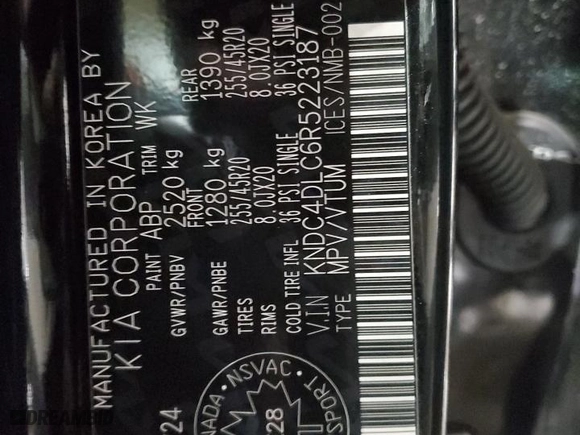 MANUFACTURED IN KOREA BY
KIA CORPORATION
PAINT ABP TRIM WK
GVWR/PNBV 2520 kg
FRONT REAR
GAWR/PNBE 1280 kg 1390 kg
TIRES 255/45R20 255/45R20
RIMS 8.0JX20 8.0JX20
COLD TIRE INFL 36 PSI SINGLE 36 PSI SINGLE
VIN KNDC4DLC6R5223187
TYPE MPV/VTUM ICES/NMB-002
24
NSVAC
28